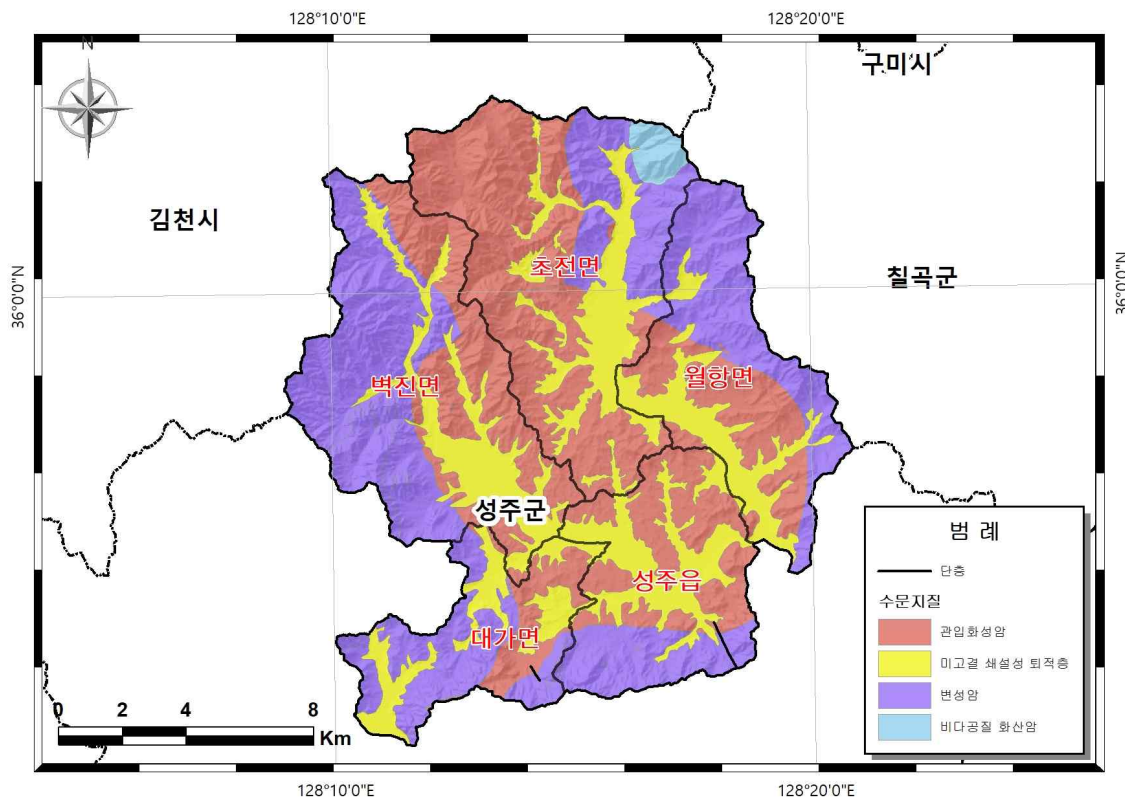 128°10'0"E
128°20'0"E
N
구미시
김천시
초전면
칠곡군
36°0'0"N
36°0'0"N
벽진면
월항면
성주군
성주읍
대가면
범 례
단층
수문지질
관입화성암
미고결 쇄설성 퇴적층
변성암
비다공질 화산암
0 2 4 8
Km
128°10'0"E
128°20'0"E